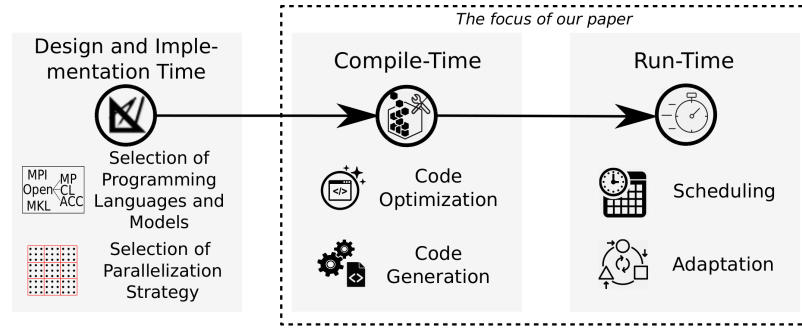 The focus of our paper
Design and Imple-
mentation Time
Compile-Time
Run-Time
MPI
Open MP
CL
ACC
MKL
Selection of
Programming
Languages and
Models
Selection of
Parallelization
Strategy
</>
Code
Optimization
Code
Generation
Scheduling
Adaptation